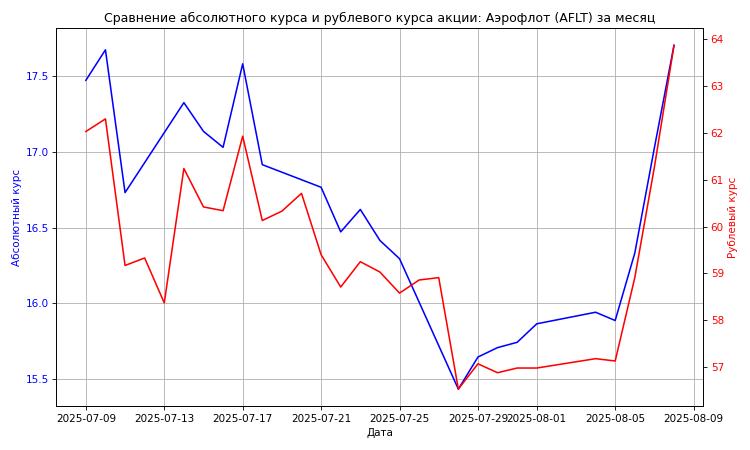 Сравнение абсолютного курса и рублевого курса акции: Аэрофлот (AFLT) за месяц
Абсолютный курс
17.5
17.0
16.5
16.0
15.5
64
63
62
61
60
59
58
57
Рублевый курс
2025-07-09 2025-07-13 2025-07-17 2025-07-21 2025-07-25 2025-07-29 2025-08-01 2025-08-05 2025-08-09
Дата